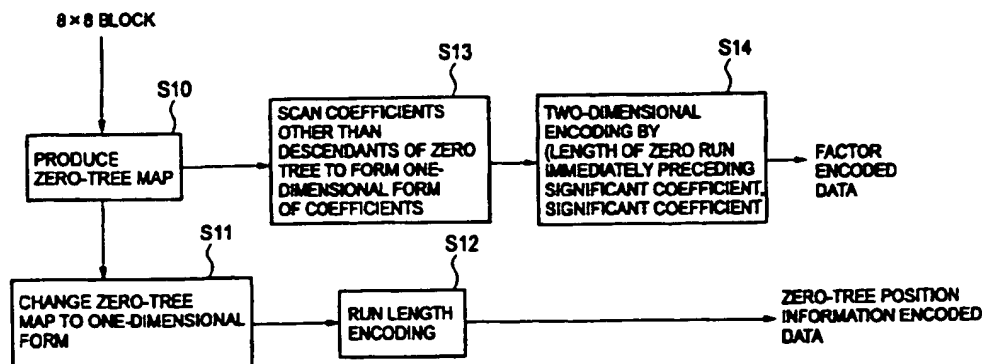 8 × 8 BLOCK
S10
PRODUCE
ZERO-TREE MAP
S13
SCAN COEFFICIENTS
OTHER THAN
DESCENDANTS OF ZERO
TREE TO FORM ONE-
DIMENSIONAL FORM
OF COEFFICIENTS
S14
TWO-DIMENSIONAL
ENCODING BY
(LENGTH OF ZERO RUN
IMMEDIATELY PRECEDING
SIGNIFICANT COEFFICIENT,
SIGNIFICANT COEFFICIENT
FACTOR
ENCODED
DATA
S11
CHANGE ZERO-TREE
MAP TO ONE-DIMENSIONAL
FORM
S12
RUN LENGTH
ENCODING
ZERO-TREE POSITION
INFORMATION ENCODED
DATA